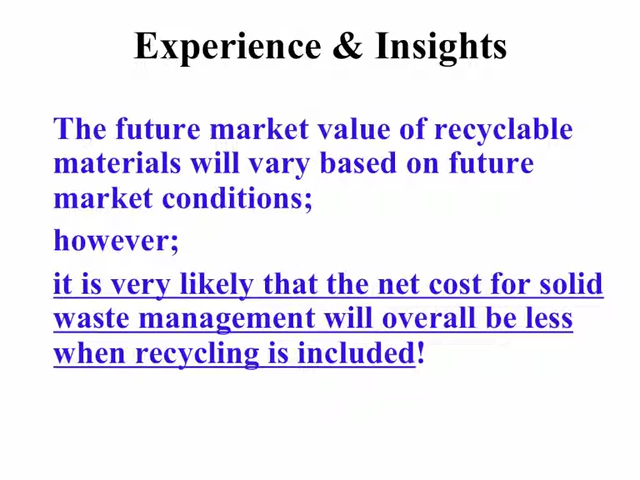 Experience & Insights
The future market value of recyclable
materials will vary based on future
market conditions;
however;
it is very likely that the net cost for solid
waste management will overall be less
when recycling is included!